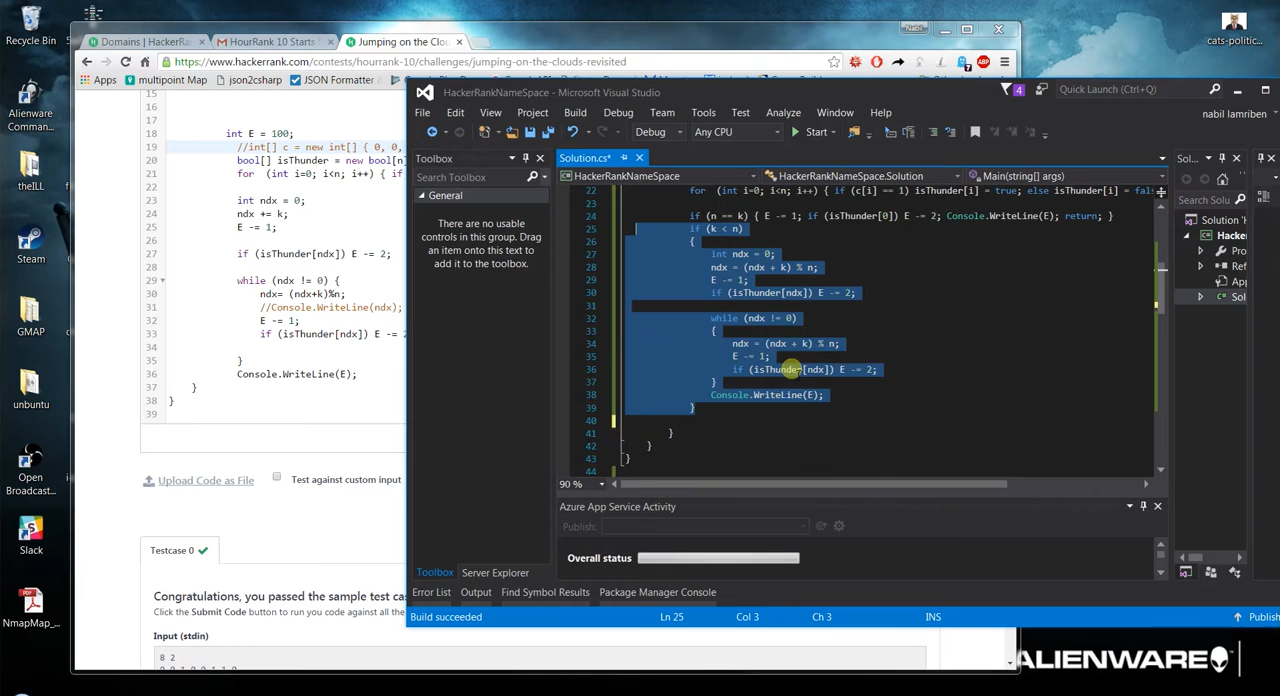 Recycle Bin
Alienware
Comman...
theILL
Steam
GMAP
unbuntu
Open
Broadcast...
Slack
NmapMap_...
cats-politic...
Nabil
Domains | HackerRa
HourRank 10 Starts
Jumping on the Clou
https://www.hackerrank.com/contests/hourrank-10/challenges/jumping-on-the-clouds-revisited
Apps
multipoint Map
json2csharp
JSON Formatter
15
16
17
18 int E = 100;
19 //int[] c = new int[] { 0, 0,
20 bool[] isThunder = new bool[n]
21 for (int i=0; i<n; i++) { if
22
23 int ndx = 0;
24 ndx += k;
25 E -= 1;
26
27 if (isThunder[ndx]) E -= 2;
28
29 while (ndx != 0) {
30 ndx= (ndx+k)%n;
31 //Console.WriteLine(ndx);
32 E -= 1;
33 if (isThunder[ndx]) E -= 2
34
35 }
36 Console.WriteLine(E);
37 }
38 }
39
Upload Code as File
Test against custom input
Testcase 0
Congratulations, you passed the sample test cas
Click the Submit Code button to run you code against all the
Input (stdin)
8 2
HackerRankNameSpace - Microsoft Visual Studio
4
Quick Launch (Ctrl+Q)
File Edit View Project Build Debug Team Tools Test Analyze Window Help
nabil lamriben
Debug
Any CPU
Start
Toolbox
Search Toolbox
General
There are no usable
controls in this group. Drag
an item onto this text to
add it to the toolbox.
Toolbox
Server Explorer
Solution.cs*
HackerRankNameSpace
HackerRankNameSpace.Solution
Main(string[] args)
22 for (int i=0; i<n; i++) { if (c[i] == 1) isThunder[i] = true; else isThunder[i] = fals
23
24 if (n == k) { E -= 1; if (isThunder[0]) E -= 2; Console.WriteLine(E); return; }
25 if (k < n)
26 {
27 int ndx = 0;
28 ndx = (ndx + k) % n;
29 E -= 1;
30 if (isThunder[ndx]) E -= 2;
31
32 while (ndx != 0)
33 {
34 ndx = (ndx + k) % n;
35 E -= 1;
36 if (isThunder[ndx]) E -= 2;
37 }
38 Console.WriteLine(E);
39 }
40
41 }
42 }
43 }
44
90 %
Azure App Service Activity
Publish:
Overall status
Sol...
Search Solu
Solution 'H
Hacke
Pro
Ref
App
Sol
Error List
Output
Find Symbol Results
Package Manager Console
Build succeeded
Ln 25
Col 3
Ch 3
INS
Publish
ALIENWARE